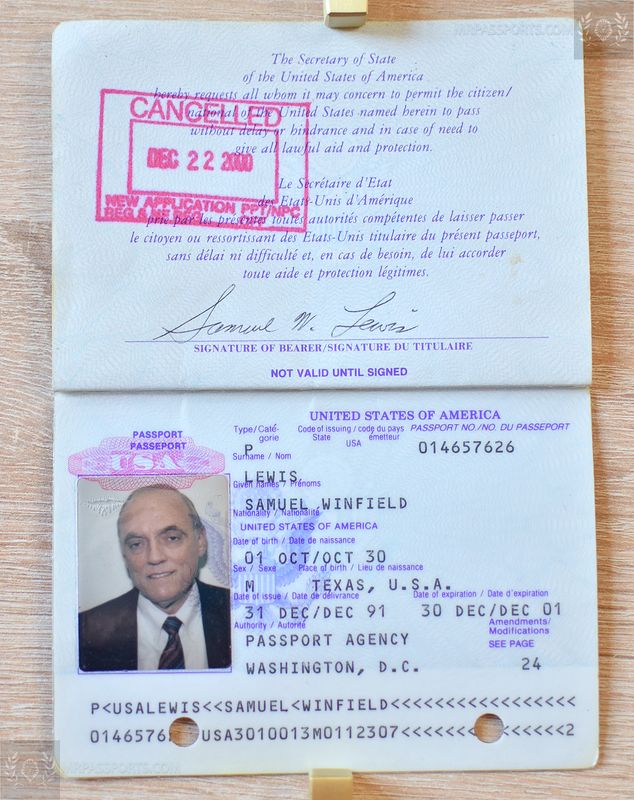 MRPASSPORTS.COM
The Secretary of State
of the United States of America
hereby requests all whom it may concern to permit the citizen/
national of the United States named herein to pass
without delay or hindrance and in case of need to
give all lawful aid and protection.
CANCELLED
DEC 22 2000
NEW APPLICATION PPT/NPC
Le Secrétaire d'Etat
des Etats-Unis d'Amérique
prie par les présentes toutes autorités compétentes de laisser passer
le citoyen ou ressortissant des Etats-Unis titulaire du présent passeport,
sans délai ni difficulté et, en cas de besoin, de lui accorder
toute aide et protection légitimes.
Samuel W. Lewis
SIGNATURE OF BEARER/SIGNATURE DU TITULAIRE
NOT VALID UNTIL SIGNED
UNITED STATES OF AMERICA
PASSPORT
PASSEPORT
USA
Type/Caté-
gorie
Code of issuing / code du pays
State USA émetteur
PASSPORT NO./NO. DU PASSEPORT
P
014657626
Surname / Nom
LEWIS
Given names / Prénoms
SAMUEL WINFIELD
Nationality / Nationalité
UNITED STATES OF AMERICA
Date of birth / Date de naissance
01 OCT/OCT 30
Sex / Sexe Place of birth / Lieu de naissance
M TEXAS, U.S.A.
Date of issue / Date de délivrance Date of expiration / Date d'expiration
31 DEC/DEC 91 30 DEC/DEC 01
Authority / Autorité
Amendments/
Modifications
PASSPORT AGENCY
SEE PAGE
WASHINGTON, D.C. 24
P<USALEWIS<<SAMUEL<WINFIELD<<<<<<<<<<<<<<<<<
01465762 USA3010013M0112307<<<<<<< <<<<<<2
MRPASSPORTS.COM